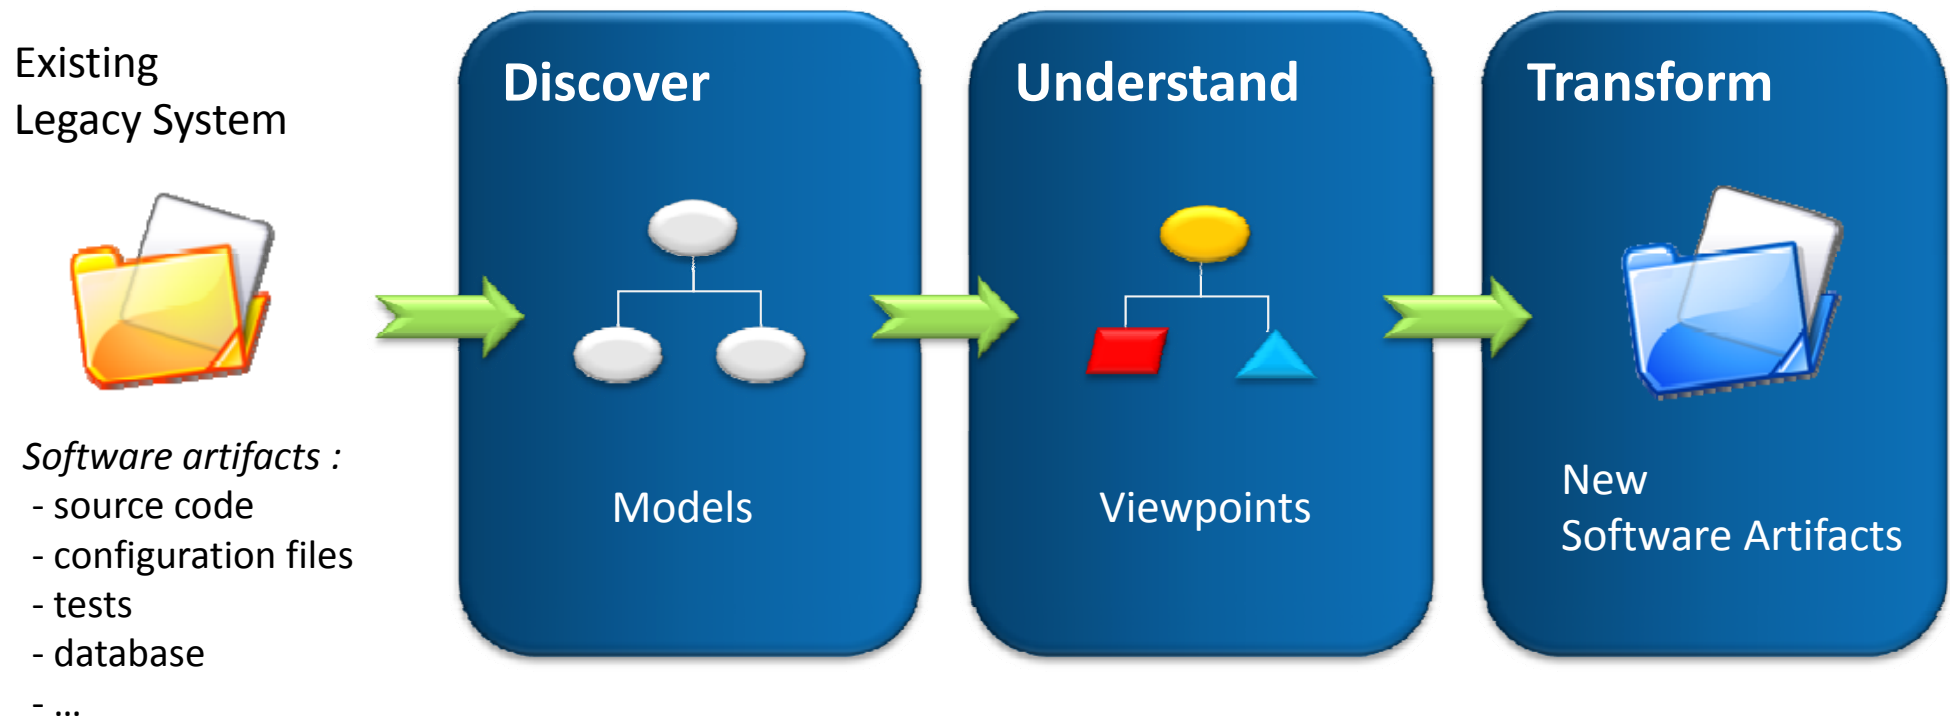 Existing
Legacy System
Software artifacts :
- source code
- configuration files
- tests
- database
- ...
Discover
Models
Understand
Viewpoints
Transform
New
Software Artifacts